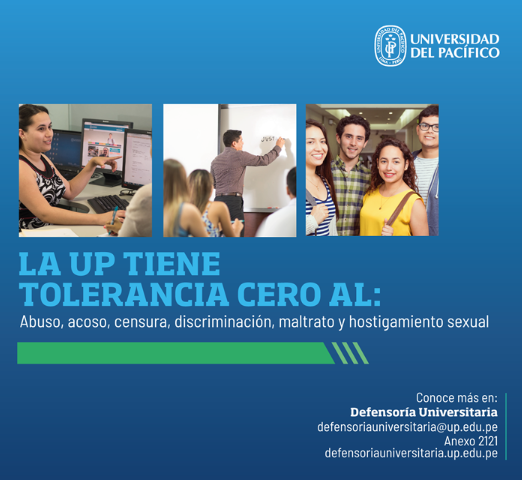 UNIVERSIDAD
DEL PACÍFICO
LA UP TIENE
TOLERANCIA CERO AL:
Abuso, acoso, censura, discriminación, maltrato y hostigamiento sexual
Conoce más en:
Defensoría Universitaria
defensoriauniversitaria@up.edu.pe
Anexo 2121
defensoriauniversitaria.up.edu.pe